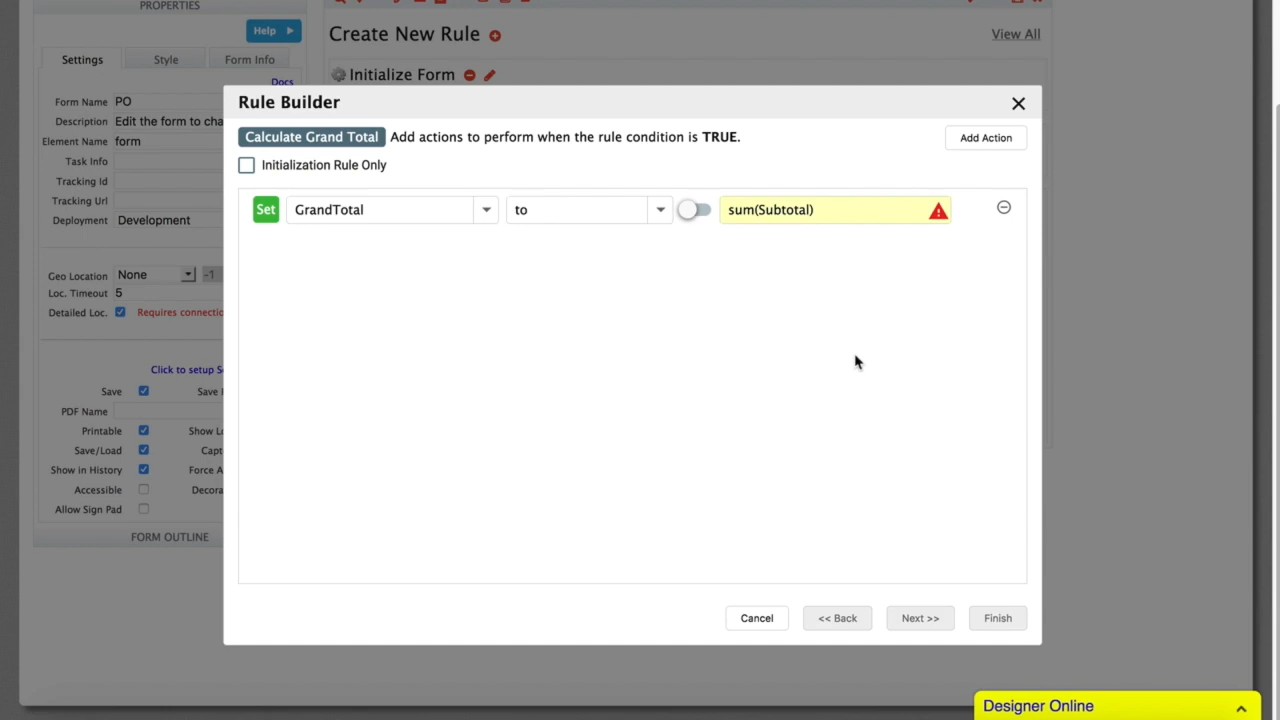 PROPERTIES
Help
Settings
Style
Form Info
Docs
Form Name PO
Description Edit the form to cha
Element Name form
Task Info
Tracking Id
Tracking Url
Deployment Development
Geo Location None -1
Loc. Timeout 5
Detailed Loc. Requires connectio
Click to setup S
Save Save
PDF Name
Printable Show Lo
Save/Load Capt
Show in History Force A
Accessible Decora
Allow Sign Pad
FORM OUTLINE
Create New Rule
View All
Initialize Form
Rule Builder
Calculate Grand Total Add actions to perform when the rule condition is TRUE.
Add Action
Initialization Rule Only
Set GrandTotal to sum(Subtotal)
Cancel << Back Next >> Finish
Designer Online